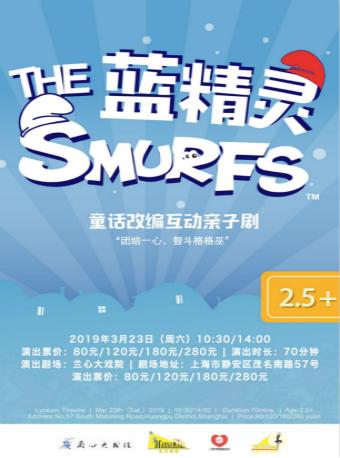 THE 蓝精灵
SMURFS
TM
童话改编互动亲子剧
“团结一心，智斗格格巫”
2.5+
2019年3月23日（周六）10:30/14:00
演出票价：80元/120元/180元/280元 | 演出时长：70分钟
演出剧场：兰心大戏院 | 剧场地址：上海市静安区茂名南路57号
演出票价：80元/120元/180元/280元
Lyceum Theatre | Mar 23th (Sat.) 2019 | 10:30/14:00 | Duration:70mins | Age:2.5+
Address:No.57 South Maoming Road,Huangpu District,Shanghai | Price:80/120/180/280 yuan
兰心大戏院